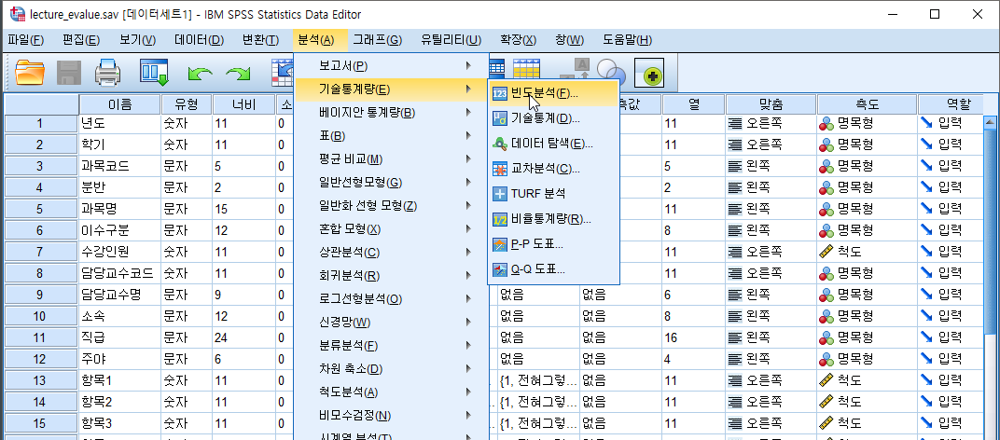 lecture_evalue.sav [데이터세트1] - IBM SPSS Statistics Data Editor
파일(F) 편집(E) 보기(V) 데이터(D) 변환(T) 분석(A) 그래프(G) 유틸리티(U) 확장(X) 창(W) 도움말(H)
보고서(P)
기술통계량(E)
베이지안 통계량(B)
표(B)
평균 비교(M)
일반선형모형(G)
일반화 선형 모형(Z)
혼합 모형(X)
상관분석(C)
회귀분석(R)
로그선형분석(O)
신경망(W)
분류분석(F)
차원 축소(D)
척도분석(A)
비모수검정(N)
시계열 분석(T)
123 빈도분석(F)...
기술통계(D)...
데이터 탐색(E)...
교차분석(C)...
TURF 분석
1/2 비율통계량(R)...
P-P 도표...
Q-Q 도표...
이름 유형 너비 소 측값 열 맞춤 측도 역할
1 년도 숫자 11 0 11 오른쪽 명목형 입력
2 학기 숫자 11 0 11 오른쪽 명목형 입력
3 과목코드 문자 5 0 5 왼쪽 명목형 입력
4 분반 문자 2 0 2 왼쪽 명목형 입력
5 과목명 문자 15 0 11 왼쪽 명목형 입력
6 이수구분 문자 12 0 8 왼쪽 명목형 입력
7 수강인원 숫자 11 0 11 오른쪽 척도 입력
8 담당교수코드 숫자 11 0 11 오른쪽 명목형 입력
9 담당교수명 문자 9 0 없음 없음 6 왼쪽 명목형 입력
10 소속 문자 12 0 없음 없음 8 왼쪽 명목형 입력
11 직급 문자 24 0 없음 없음 16 왼쪽 명목형 입력
12 주야 문자 6 0 없음 없음 4 왼쪽 명목형 입력
13 항목1 숫자 11 0 {1, 전혀그렇... 없음 11 오른쪽 척도 입력
14 항목2 숫자 11 0 {1, 전혀그렇... 없음 11 오른쪽 척도 입력
15 항목3 숫자 11 0 {1, 전혀그렇... 없음 11 오른쪽 척도 입력